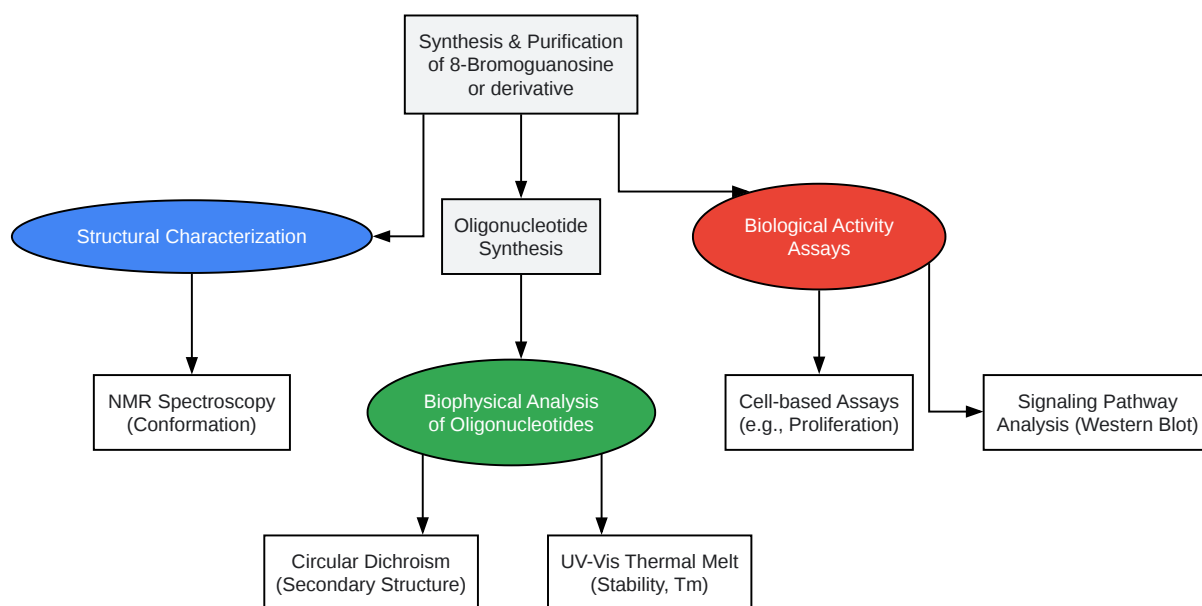 Synthesis & Purification
of 8-Bromoguanosine
or derivative
Structural Characterization
Oligonucleotide
Synthesis
Biological Activity
Assays
NMR Spectroscopy
(Conformation)
Biophysical Analysis
of Oligonucleotides
Cell-based Assays
(e.g., Proliferation)
Signaling Pathway
Analysis (Western Blot)
Circular Dichroism
(Secondary Structure)
UV-Vis Thermal Melt
(Stability, Tm)